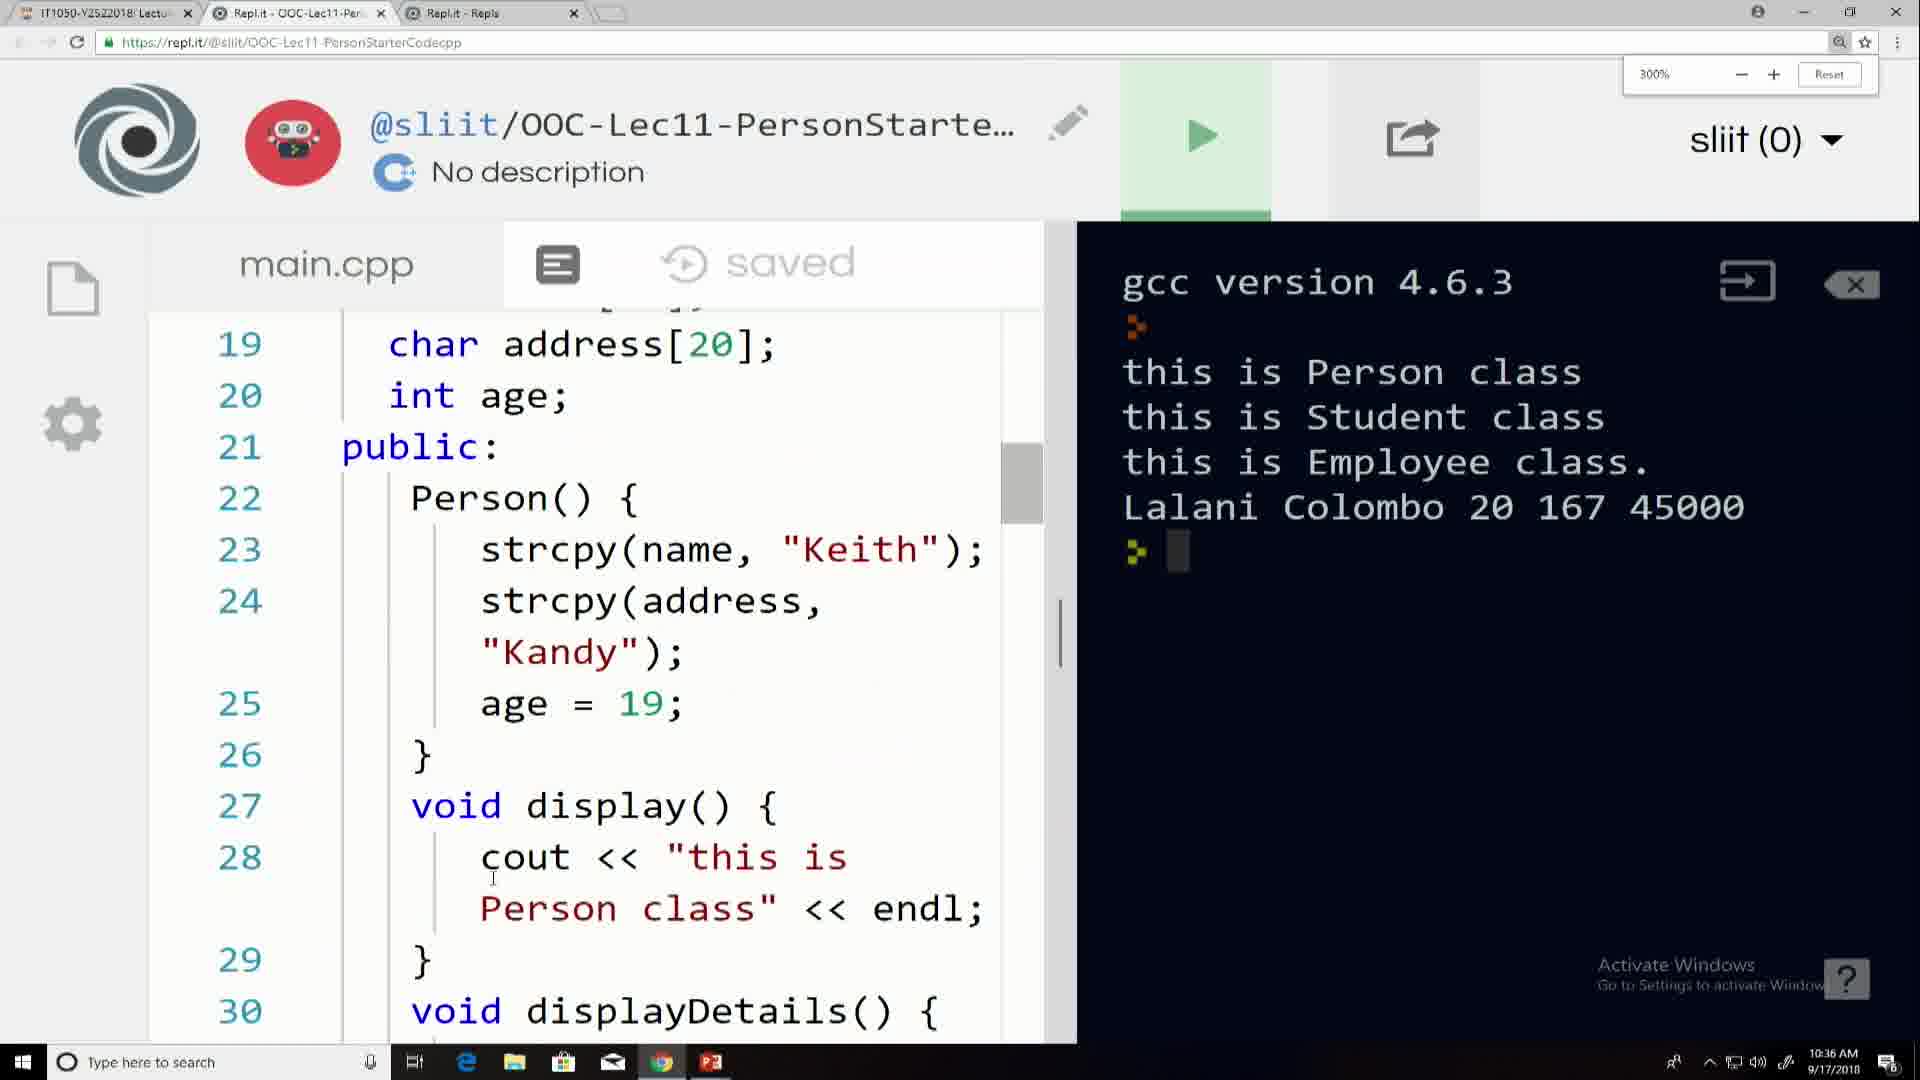 IT1050-Y2S22018: Lectu
Repl.it - OOC-Lec11-Per
Repl.it - Repls
https://repl.it/@sliit/OOC-Lec11-PersonStarterCodecpp
300%
Reset
@sliit/OOC-Lec11-PersonStarte...
No description
sliit (0)
main.cpp
saved
19 char address[20];
20 int age;
21 public:
22 Person() {
23 strcpy(name, "Keith");
24 strcpy(address,
"Kandy");
25 age = 19;
26 }
27 void display() {
28 cout << "this is
Person class" << endl;
29 }
30 void displayDetails() {
gcc version 4.6.3
this is Person class
this is Student class
this is Employee class.
Lalani Colombo 20 167 45000
Activate Windows
Go to Settings to activate Window
?
Type here to search
10:36 AM
9/17/2018